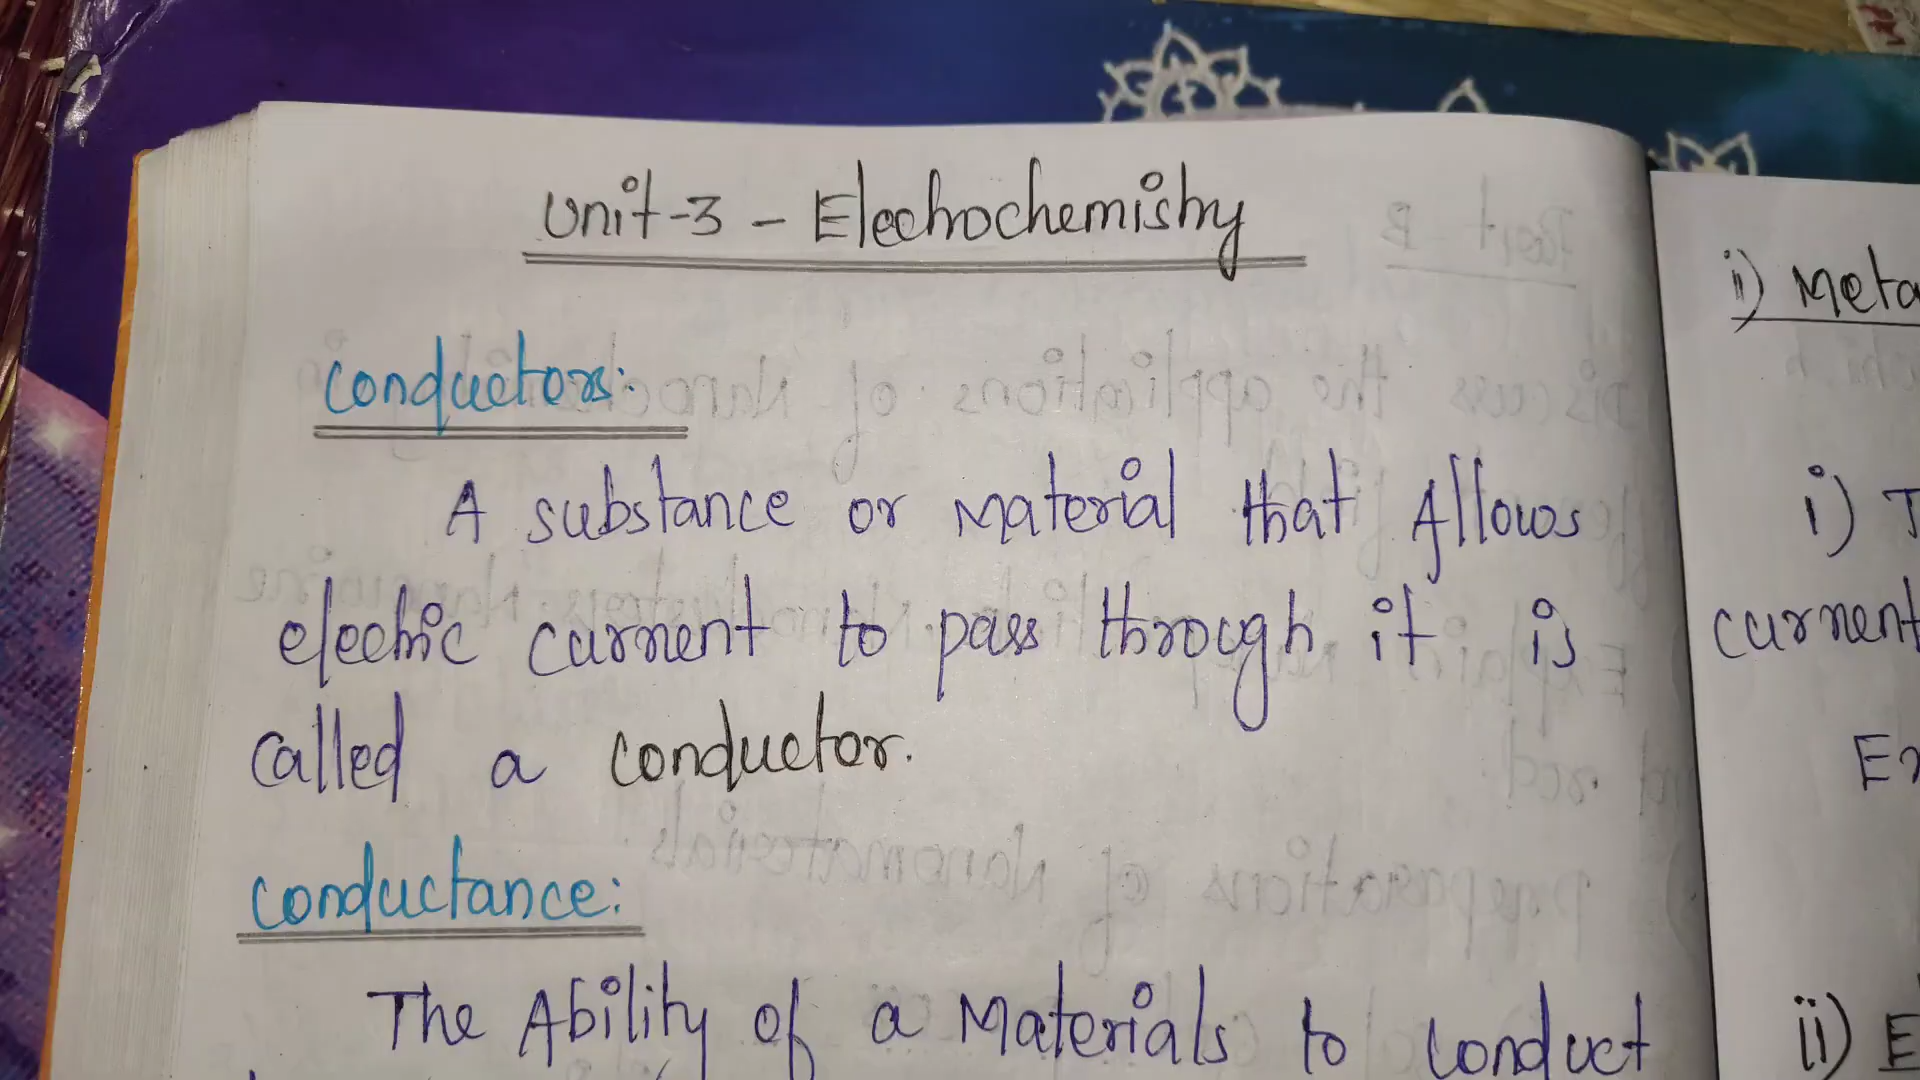 Unit-3 - Electrochemistry
Conductors:
A substance or Material that Allows
electric current to pass through it is
called a conductor.
Conductance:
The Ability of a Materials to conduct
i) Meta
i) T
current
Ex
ii) E